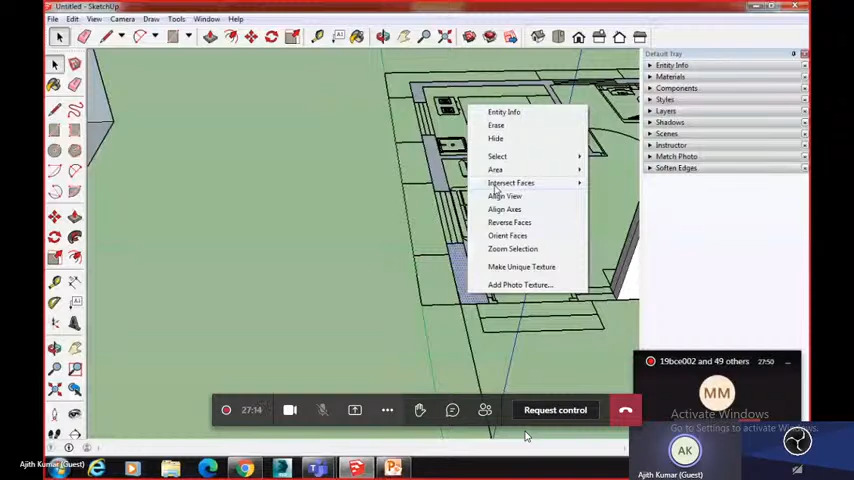 Untitled - SketchUp
File Edit View Camera Draw Tools Window Help
Default Tray
Entity Info
Materials
Components
Styles
Layers
Shadows
Scenes
Instructor
Match Photo
Soften Edges
Entity Info
Erase
Hide
Select
Area
Intersect Faces
Align View
Align Axes
Reverse Faces
Orient Faces
Zoom Selection
Make Unique Texture
Add Photo Texture...
19bce002 and 49 others 27:50
MM
Activate Windows
Go to Settings to activate Windows.
27:14 Request control
AK
Ajith Kumar (Guest)
Ajith Kumar (Guest)